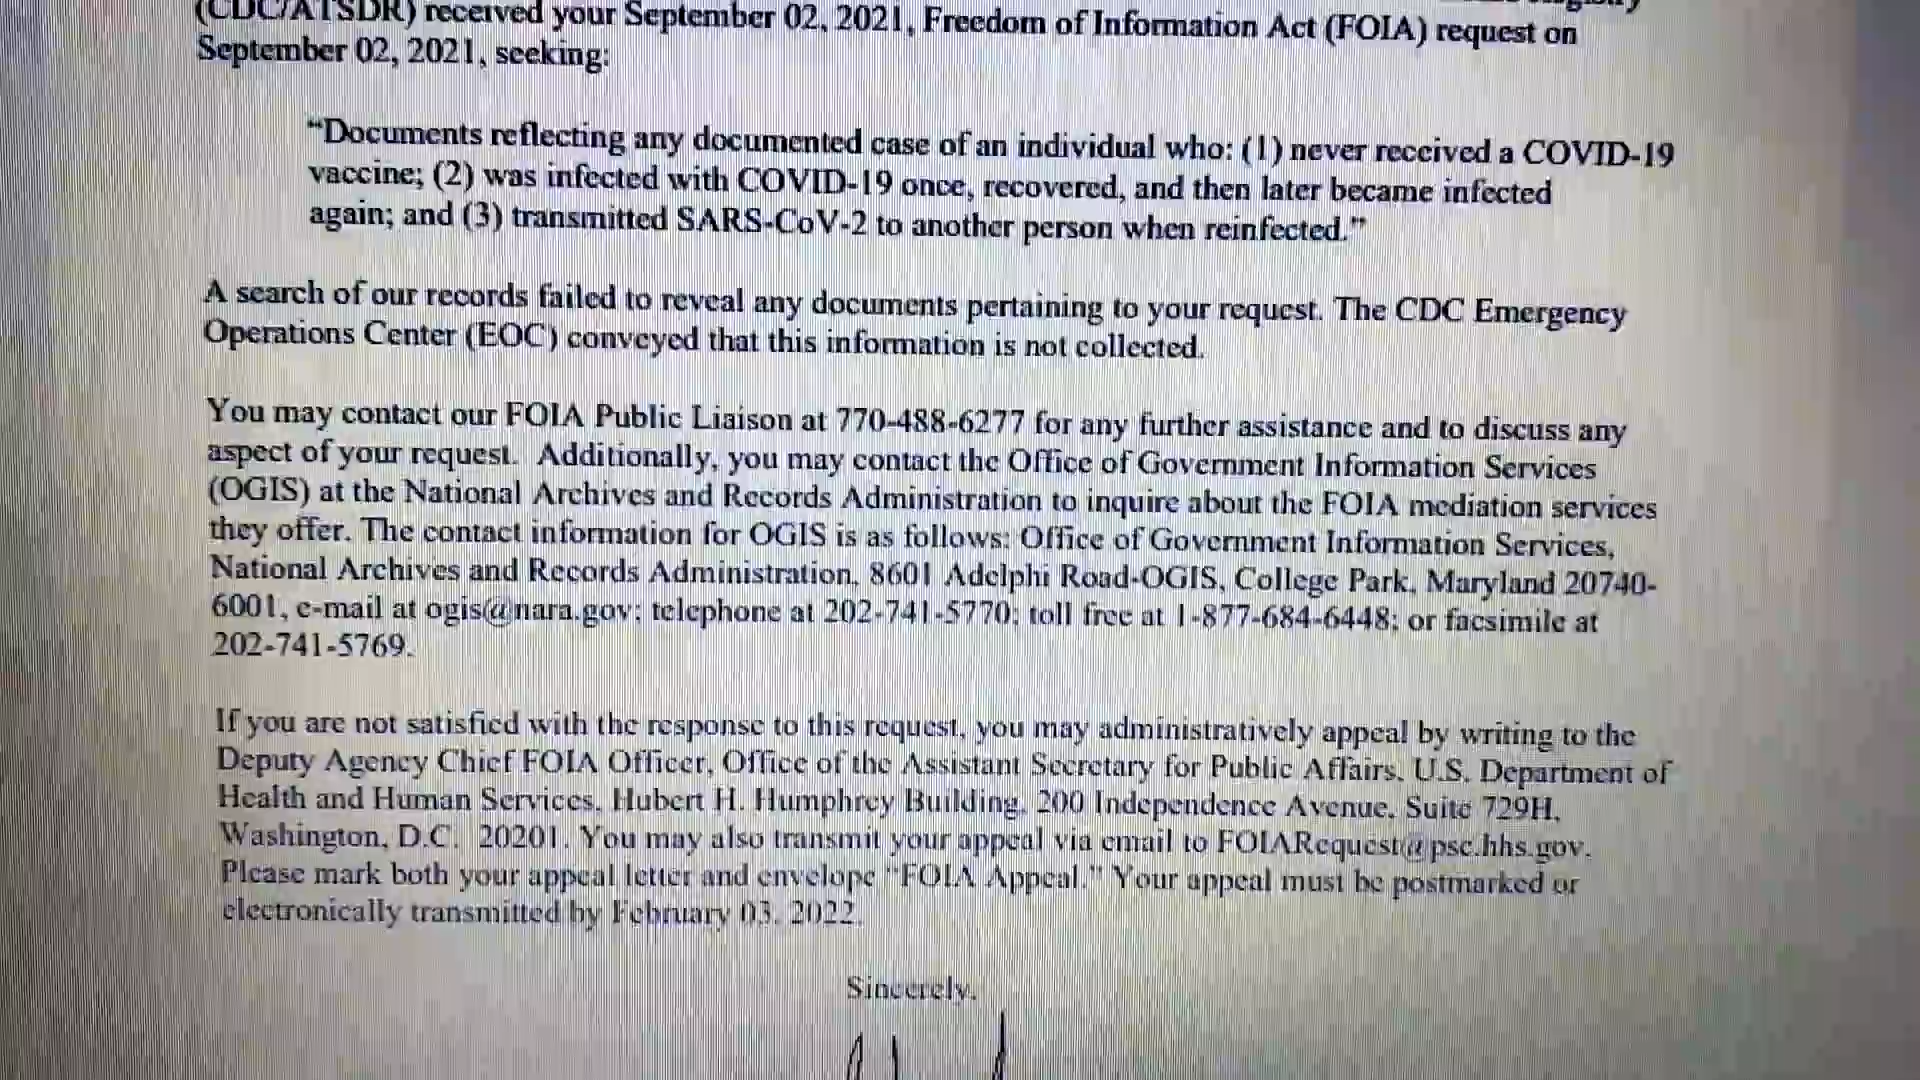 (CDC/ATSDR) received your September 02, 2021, Freedom of Information Act (FOIA) request on
September 02, 2021, seeking:
“Documents reflecting any documented case of an individual who: (1) never received a COVID-19
vaccine; (2) was infected with COVID-19 once, recovered, and then later became infected
again; and (3) transmitted SARS-CoV-2 to another person when reinfected.”
A search of our records failed to reveal any documents pertaining to your request. The CDC Emergency
Operations Center (EOC) conveyed that this information is not collected.
You may contact our FOIA Public Liaison at 770-488-6277 for any further assistance and to discuss any
aspect of your request. Additionally, you may contact the Office of Government Information Services
(OGIS) at the National Archives and Records Administration to inquire about the FOIA mediation services
they offer. The contact information for OGIS is as follows: Office of Government Information Services,
National Archives and Records Administration, 8601 Adelphi Road-OGIS, College Park, Maryland 20740-
6001, e-mail at ogis@nara.gov; telephone at 202-741-5770; toll free at 1-877-684-6448; or facsimile at
202-741-5769.
If you are not satisfied with the response to this request, you may administratively appeal by writing to the
Deputy Agency Chief FOIA Officer, Office of the Assistant Secretary for Public Affairs, U.S. Department of
Health and Human Services, Hubert H. Humphrey Building, 200 Independence Avenue, Suite 729H,
Washington, D.C. 20201. You may also transmit your appeal via email to FOIARequest@psc.hhs.gov.
Please mark both your appeal letter and envelope “FOIA Appeal.” Your appeal must be postmarked or
electronically transmitted by February 03, 2022.
Sincerely,